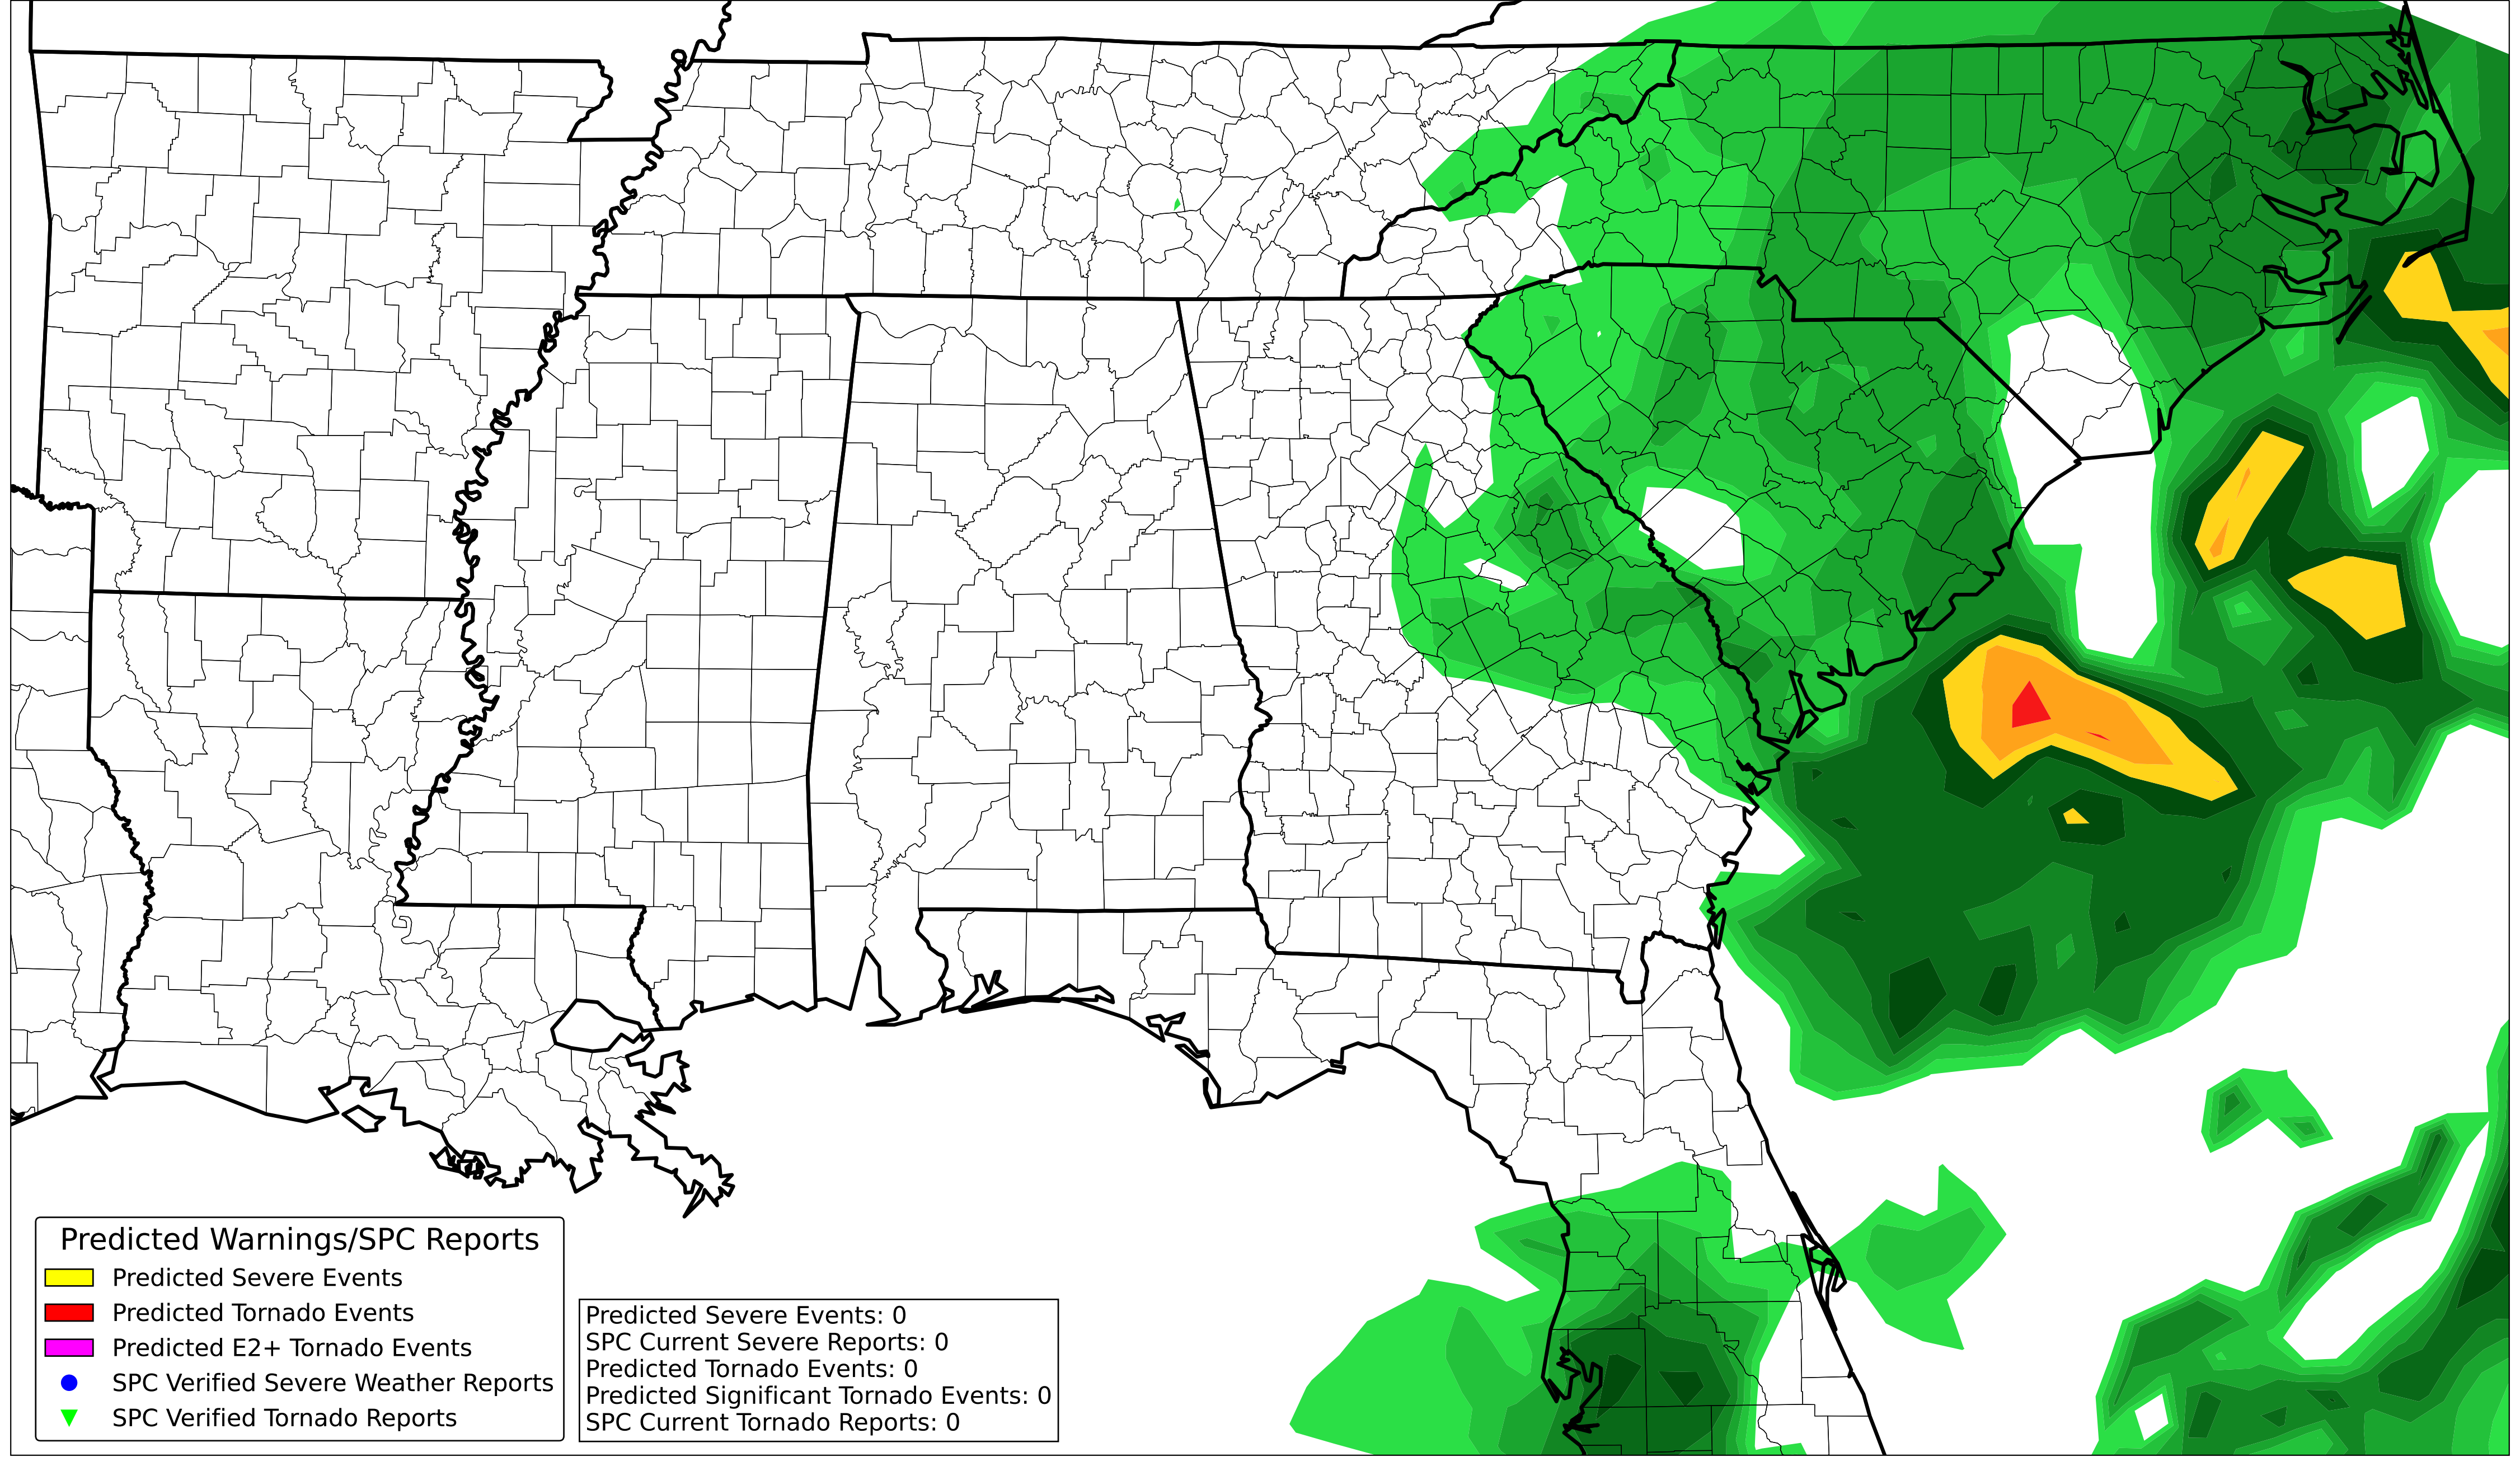 Predicted Warnings/SPC Reports
Predicted Severe Events
Predicted Tornado Events
Predicted E2+ Tornado Events
SPC Verified Severe Weather Reports
SPC Verified Tornado Reports
Predicted Severe Events: 0
SPC Current Severe Reports: 0
Predicted Tornado Events: 0
Predicted Significant Tornado Events: 0
SPC Current Tornado Reports: 0